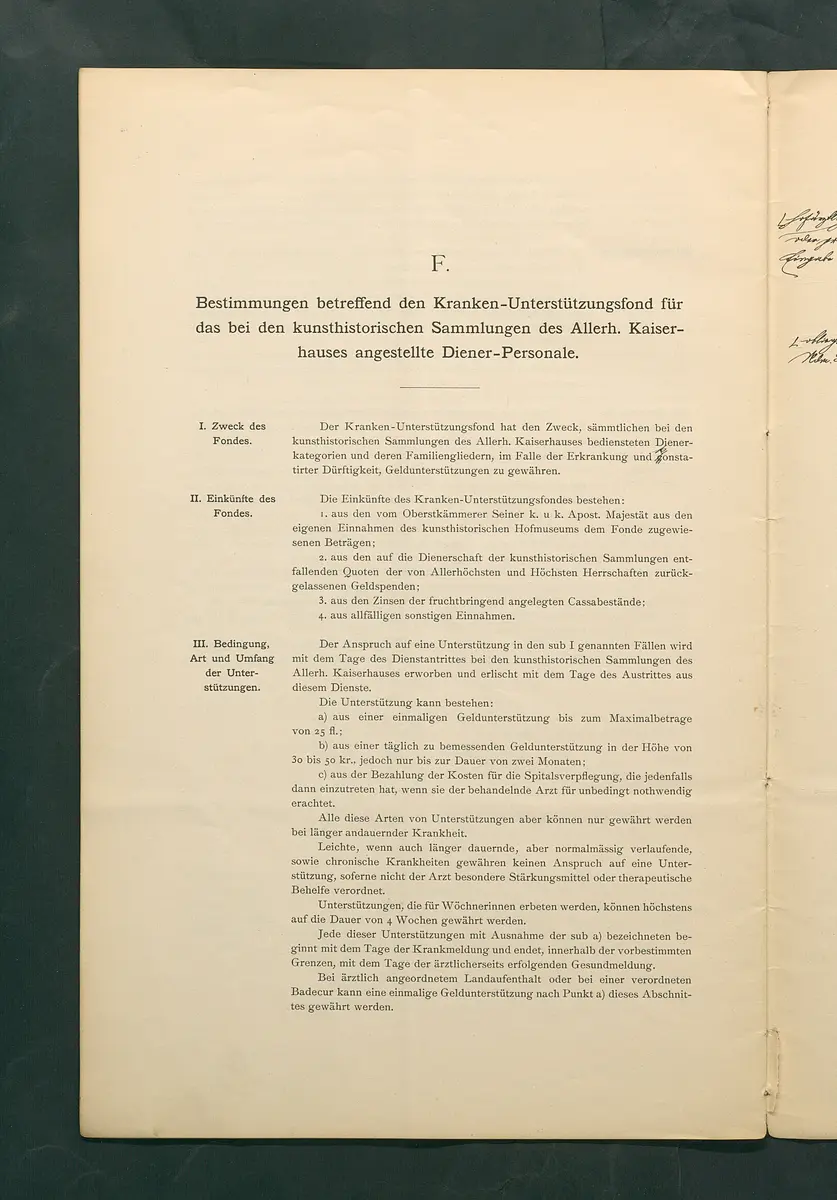 F.
Bestimmungen betreffend den Kranken-Unterstützungsfond für
das bei den kunsthistorischen Sammlungen des Allerh. Kaiser-
hauses angestellte Diener-Personale.
I. Zweck des
Fondes.
Der Kranken-Unterstützungsfond hat den Zweck, sämmtlichen bei den
kunsthistorischen Sammlungen des Allerh. Kaiserhauses bediensteten Diener-
kategorien und deren Familiengliedern, im Falle der Erkrankung und konsta-
tirter Dürftigkeit, Geldunterstützungen zu gewähren.
II. Einkünfte des
Fondes.
Die Einkünfte des Kranken-Unterstützungsfondes bestehen:
1. aus den vom Oberstkämmerer Seiner k. u. k. Apost. Majestät aus den
eigenen Einnahmen des kunsthistorischen Hofmuseums dem Fonde zugewie-
senen Beträgen;
2. aus den auf die Dienerschaft der kunsthistorischen Sammlungen ent-
fallenden Quoten der von Allerhöchsten und Höchsten Herrschaften zurück-
gelassenen Geldspenden;
3. aus den Zinsen der fruchtbringend angelegten Cassabestände;
4. aus allfälligen sonstigen Einnahmen.
III. Bedingung,
Art und Umfang
der Unter-
stützungen.
Der Anspruch auf eine Unterstützung in den sub I genannten Fällen wird
mit dem Tage des Dienstantrittes bei den kunsthistorischen Sammlungen des
Allerh. Kaiserhauses erworben und erlischt mit dem Tage des Austrittes aus
diesem Dienste.
Die Unterstützung kann bestehen:
a) aus einer einmaligen Geldunterstützung bis zum Maximalbetrage
von 25 fl.;
b) aus einer täglich zu bemessenden Geldunterstützung in der Höhe von
30 bis 50 kr., jedoch nur bis zur Dauer von zwei Monaten;
c) aus der Bezahlung der Kosten für die Spitalsverpflegung, die jedenfalls
dann einzutreten hat, wenn sie der behandelnde Arzt für unbedingt nothwendig
erachtet.
Alle diese Arten von Unterstützungen aber können nur gewährt werden
bei länger andauernder Krankheit.
Leichte, wenn auch länger dauernde, aber normalmässig verlaufende,
sowie chronische Krankheiten gewähren keinen Anspruch auf eine Unter-
stützung, soferne nicht der Arzt besondere Stärkungsmittel oder therapeutische
Behelfe verordnet.
Unterstützungen, die für Wöchnerinnen erbeten werden, können höchstens
auf die Dauer von 4 Wochen gewährt werden.
Jede dieser Unterstützungen mit Ausnahme der sub a) bezeichneten be-
ginnt mit dem Tage der Krankmeldung und endet, innerhalb der vorbestimmten
Grenzen, mit dem Tage der ärztlicherseits erfolgenden Gesundmeldung.
Bei ärztlich angeordnetem Landaufenthalt oder bei einer verordneten
Badecur kann eine einmalige Geldunterstützung nach Punkt a) dieses Abschnit-
tes gewährt werden.